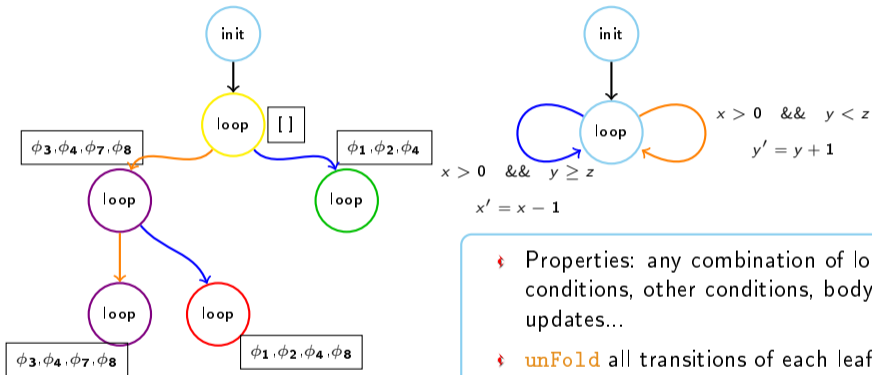 init
loop
[ ]
ϕ3,ϕ4,ϕ7,ϕ8
ϕ1,ϕ2,ϕ4
loop
loop
loop
loop
ϕ3,ϕ4,ϕ7,ϕ8
ϕ1,ϕ2,ϕ4,ϕ8
init
loop
x > 0 && y < z
y′ = y + 1
x > 0 && y ≥ z
x′ = x − 1
Properties: any combination of lo
conditions, other conditions, body
updates...
unFold all transitions of each leaf